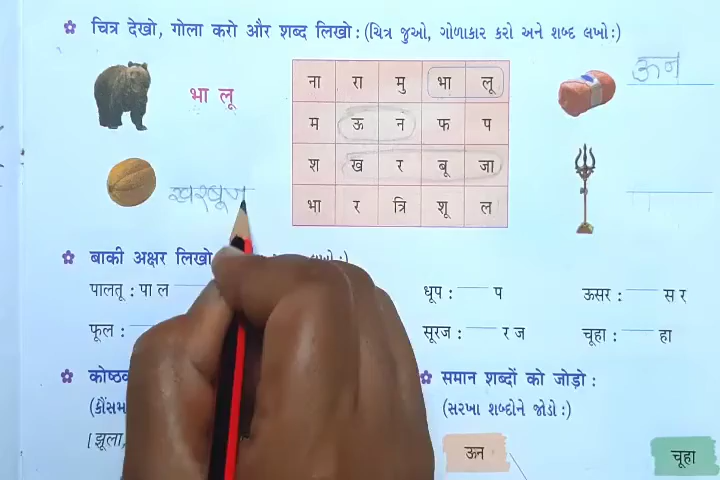 चित्र देखो, गोला करो और शब्द लिखो : (ચિત્ર જુઓ, ગોળાકાર કરો અને શબ્દ લખો :)
भा लू
ना रा मु भा लू
म ऊ न फ प
श ख र बू जा
भा र त्रि शू ल
ऊन
खरबूज
बाकी अक्षर लिखो
पालतू : पा ल
धूप : प
ऊसर : स र
फूल :
सूरज : र ज
चूहा : हा
समान शब्दों को जोड़ो :
(સરખા શબ્દોને જોડો :)
ऊन
चूहा